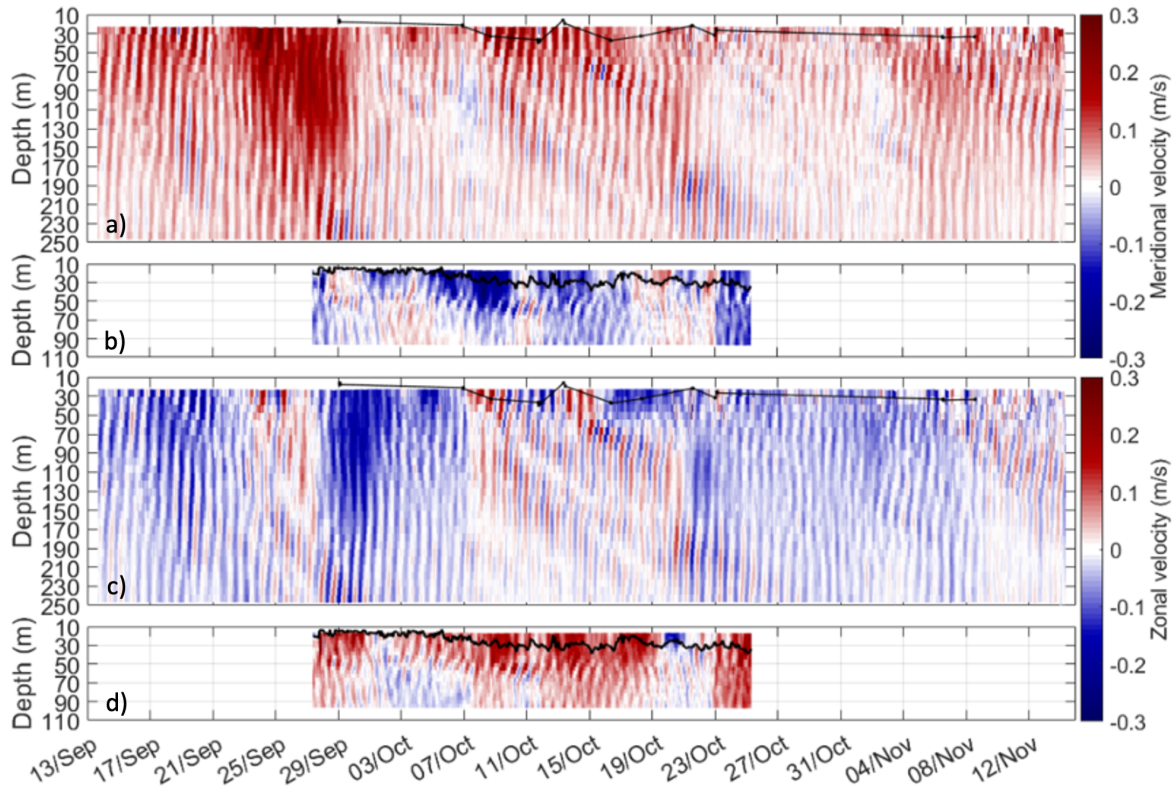 10
30
50
70
90
110
130
150
170
190
210
230
250
Depth (m)
a)
10
30
50
70
90
110
Depth (m)
b)
0.3
0.2
0.1
0
-0.1
-0.2
-0.3
Meridional velocity (m/s)
10
30
50
70
90
110
130
150
170
190
210
230
250
Depth (m)
c)
10
30
50
70
90
110
Depth (m)
d)
0.3
0.2
0.1
0
-0.1
-0.2
-0.3
Zonal velocity (m/s)
13/Sep
17/Sep
21/Sep
25/Sep
29/Sep
03/Oct
07/Oct
11/Oct
15/Oct
19/Oct
23/Oct
27/Oct
31/Oct
04/Nov
08/Nov
12/Nov